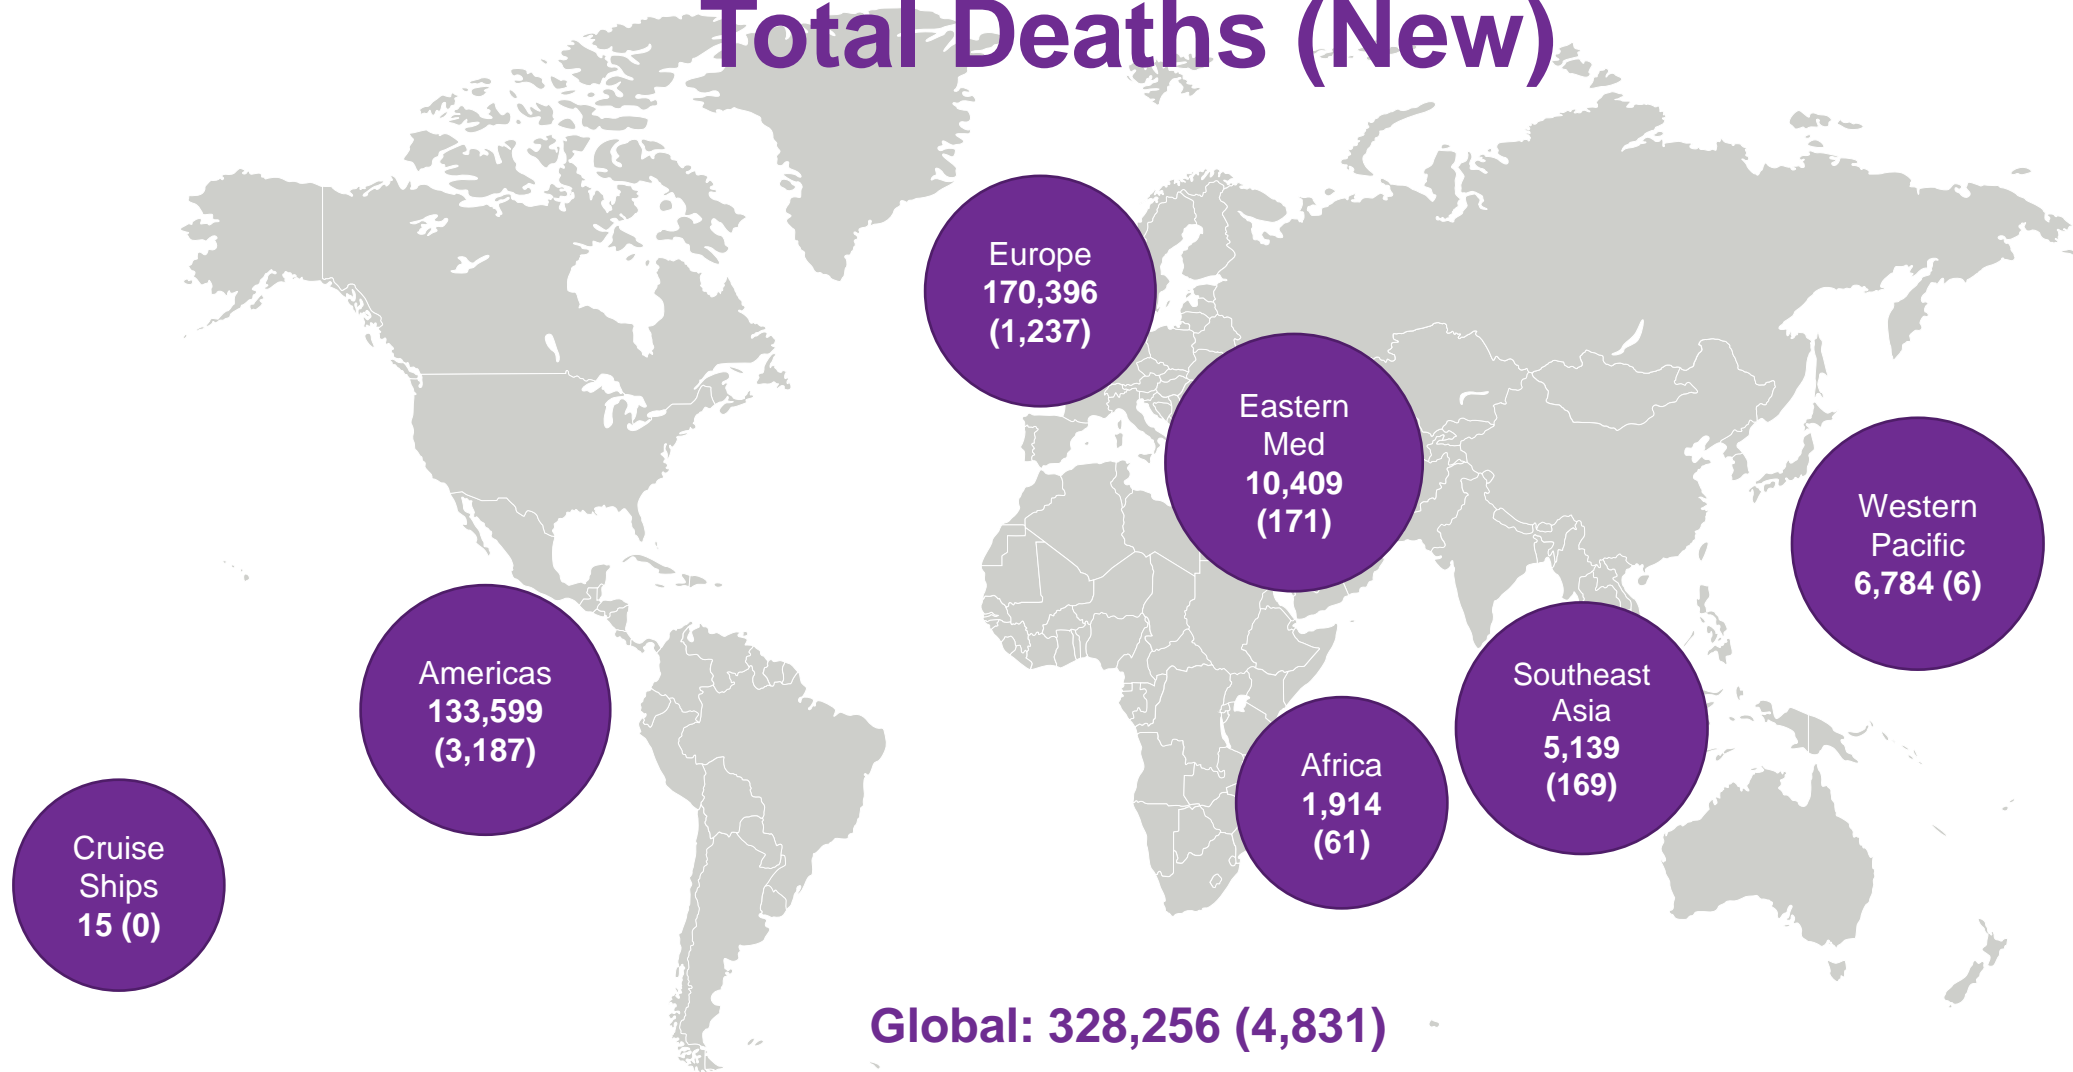 Total Deaths (New)
Europe
170,396
(1,237)
Eastern
Med
10,409
(171)
Western
Pacific
6,784 (6)
Americas
133,599
(3,187)
Southeast
Asia
5,139
(169)
Africa
1,914
(61)
Cruise
Ships
15 (0)
Global: 328,256 (4,831)